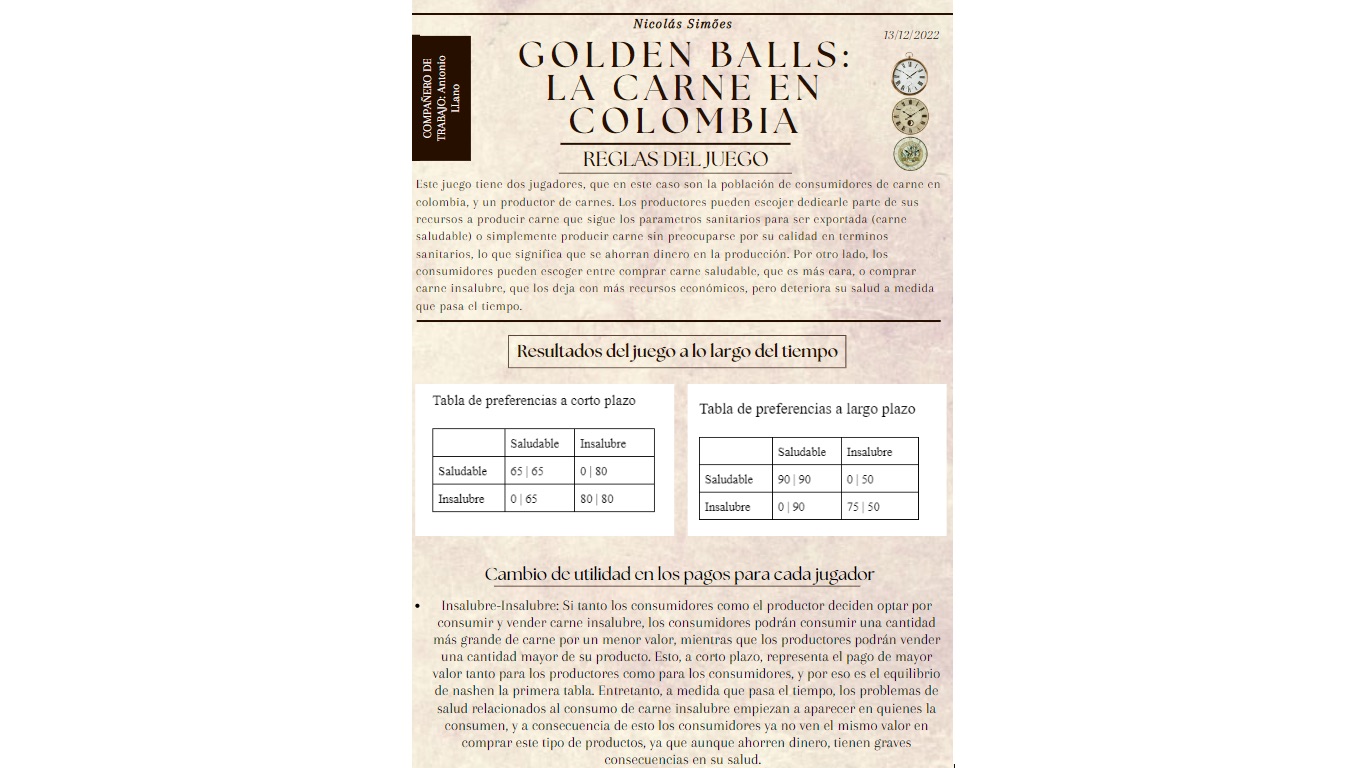 Nicolás Simões
13/12/2022
COMPAÑERO DE
TRABAJO: Antonio
LLano
GOLDEN BALLS:
LA CARNE EN
COLOMBIA
REGLAS DEL JUEGO
Este juego tiene dos jugadores, que en este caso son la población de consumidores de carne en
colombia, y un productor de carnes. Los productores pueden escojer dedicarle parte de sus
recursos a producir carne que sigue los parametros sanitarios para ser exportada (carne
saludable) o simplemente producir carne sin preocuparse por su calidad en terminos
sanitarios, lo que significa que se ahorran dinero en la producción. Por otro lado, los
consumidores pueden escoger entre comprar carne saludable, que es más cara, o comprar
carne insalubre, que los deja con más recursos económicos, pero deteriora su salud a medida
que pasa el tiempo.
Resultados del juego a lo largo del tiempo
Tabla de preferencias a corto plazo
Saludable Insalubre
Saludable 65 | 65 0 | 80
Insalubre 0 | 65 80 | 80
Tabla de preferencias a largo plazo
Saludable Insalubre
Saludable 90 | 90 0 | 50
Insalubre 0 | 90 75 | 50
Cambio de utilidad en los pagos para cada jugador
• Insalubre-Insalubre: Si tanto los consumidores como el productor deciden optar por
consumir y vender carne insalubre, los consumidores podrán consumir una cantidad
más grande de carne por un menor valor, mientras que los productores podrán vender
una cantidad mayor de su producto. Esto, a corto plazo, representa el pago de mayor
valor tanto para los productores como para los consumidores, y por eso es el equilibrio
de nashen la primera tabla. Entretanto, a medida que pasa el tiempo, los problemas de
salud relacionados al consumo de carne insalubre empiezan a aparecer en quienes la
consumen, y a consecuencia de esto los consumidores ya no ven el mismo valor en
comprar este tipo de productos, ya que aunque ahorren dinero, tienen graves
consecuencias en su salud.